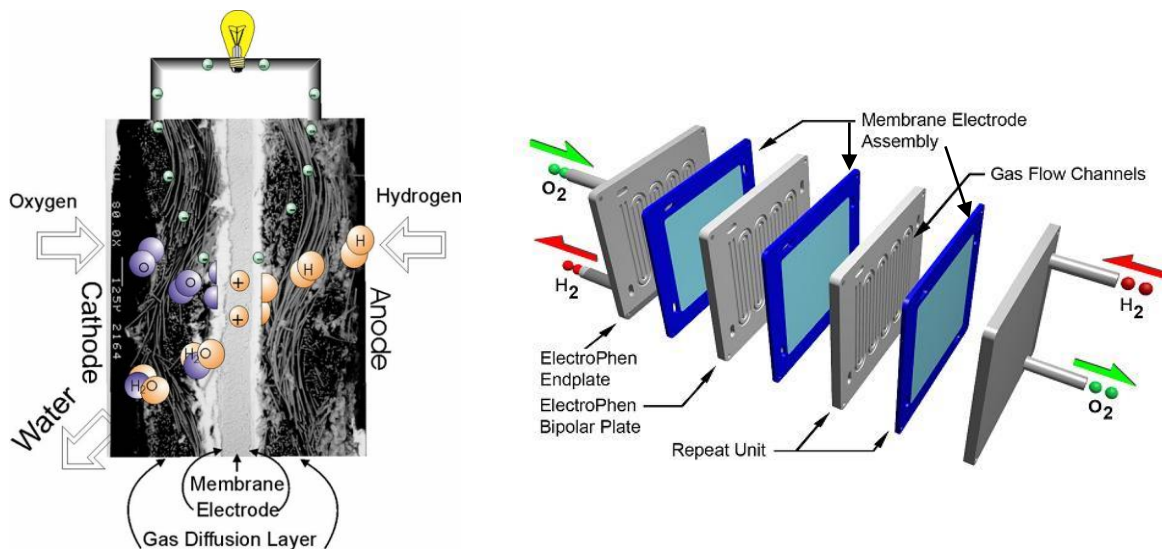 Oxygen
Hydrogen
80 0X
125µ 2164
H
H
O
O
+
+
H₂O
H₂O
Cathode
Anode
Water
Membrane
Electrode
Gas Diffusion Layer
Membrane Electrode
Assembly
Gas Flow Channels
O₂
H₂
H₂
O₂
ElectroPhen
Endplate
ElectroPhen
Bipolar Plate
Repeat Unit